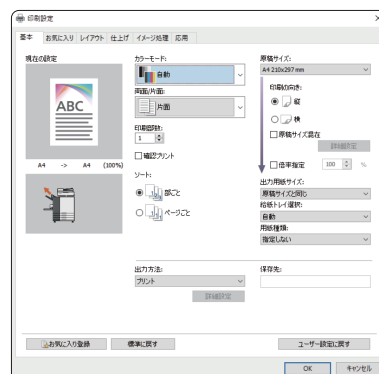 印刷設定
基本 お気に入り レイアウト 仕上げ イメージ処理 応用
現在の設定
ABC
A4 -> A4 (100%)
カラーモード:
自動
両面/片面:
片面
印刷部数:
1
確認プリント
ソート:
部ごと
ページごと
原稿サイズ:
A4 210x297 mm
印刷の向き:
縦
横
原稿サイズ混在
詳細設定
倍率指定 100 %
出力用紙サイズ:
原稿サイズと同じ
給紙トレイ選択:
自動
用紙種類:
指定しない
出力方法:
プリント
詳細設定
保存先:
お気に入り登録 標準に戻す ユーザー設定に戻す
OK キャンセル